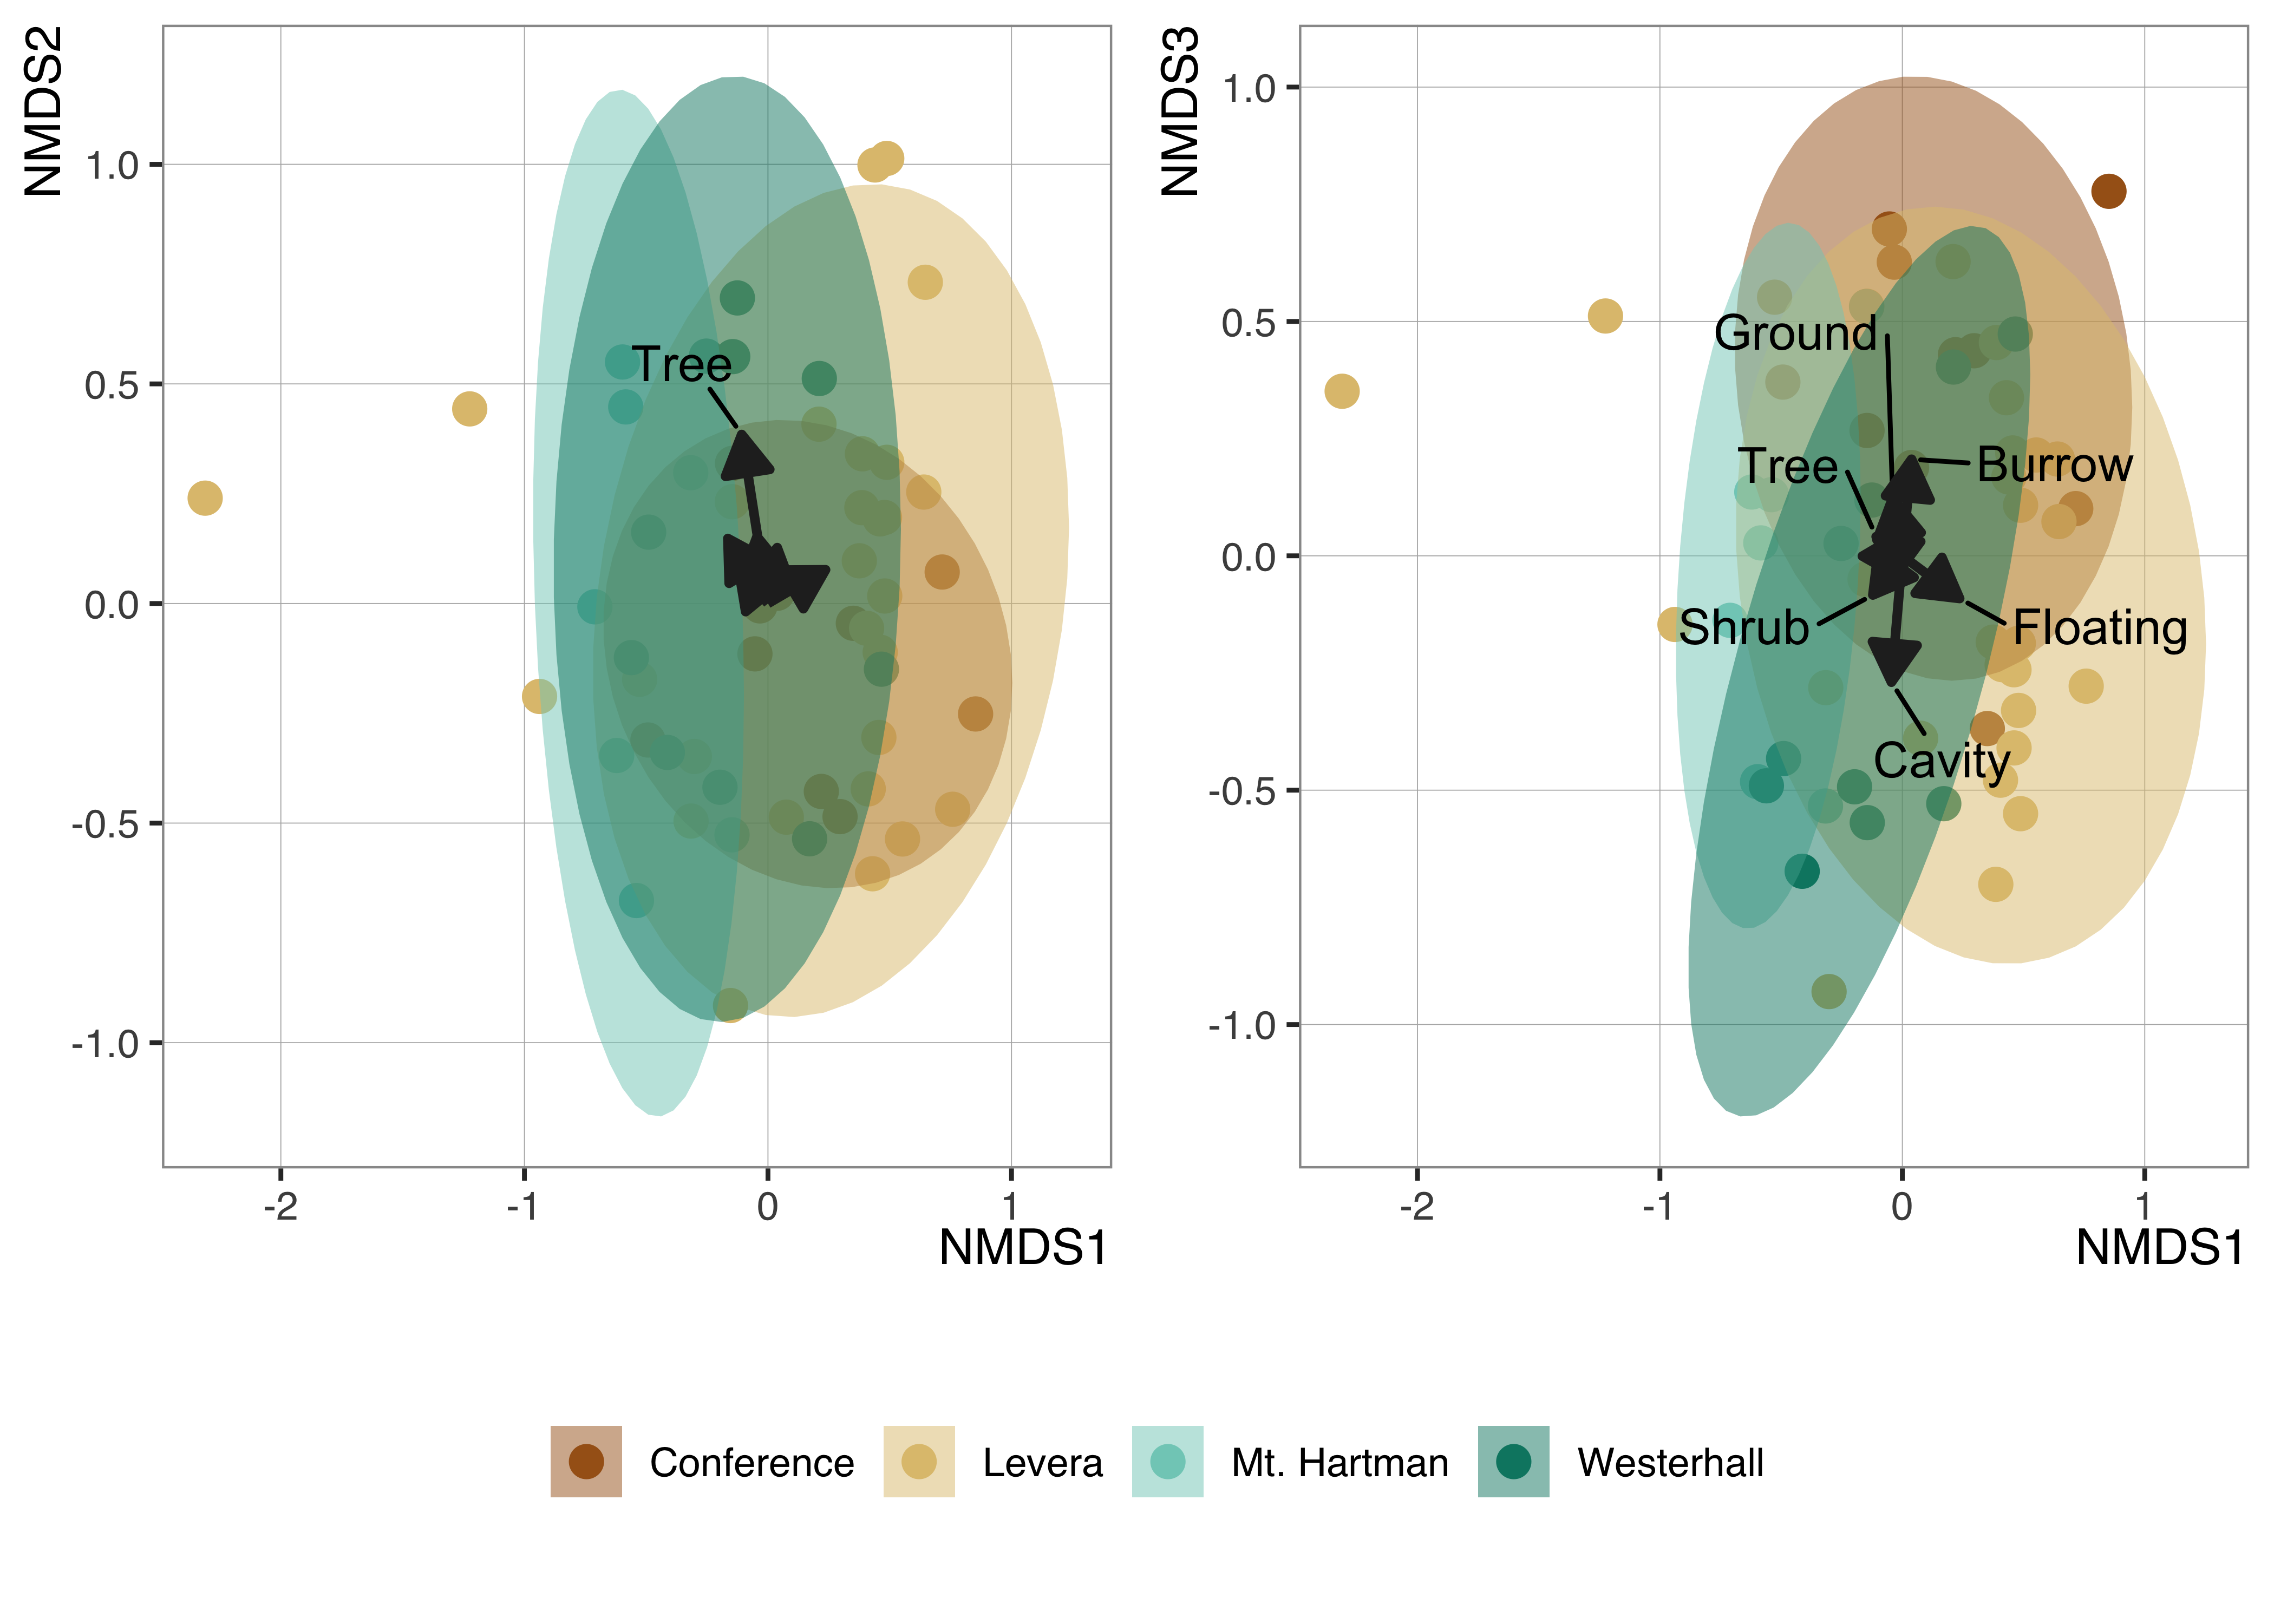 NMDS2
1.0
0.5
0.0
-0.5
-1.0
Tree
-2 -1 0 1
NMDS1
NMDS3
1.0
0.5
0.0
-0.5
-1.0
Ground
Tree
Burrow
Shrub
Floating
Cavity
-2 -1 0 1
NMDS1
Conference Levera Mt. Hartman Westerhall